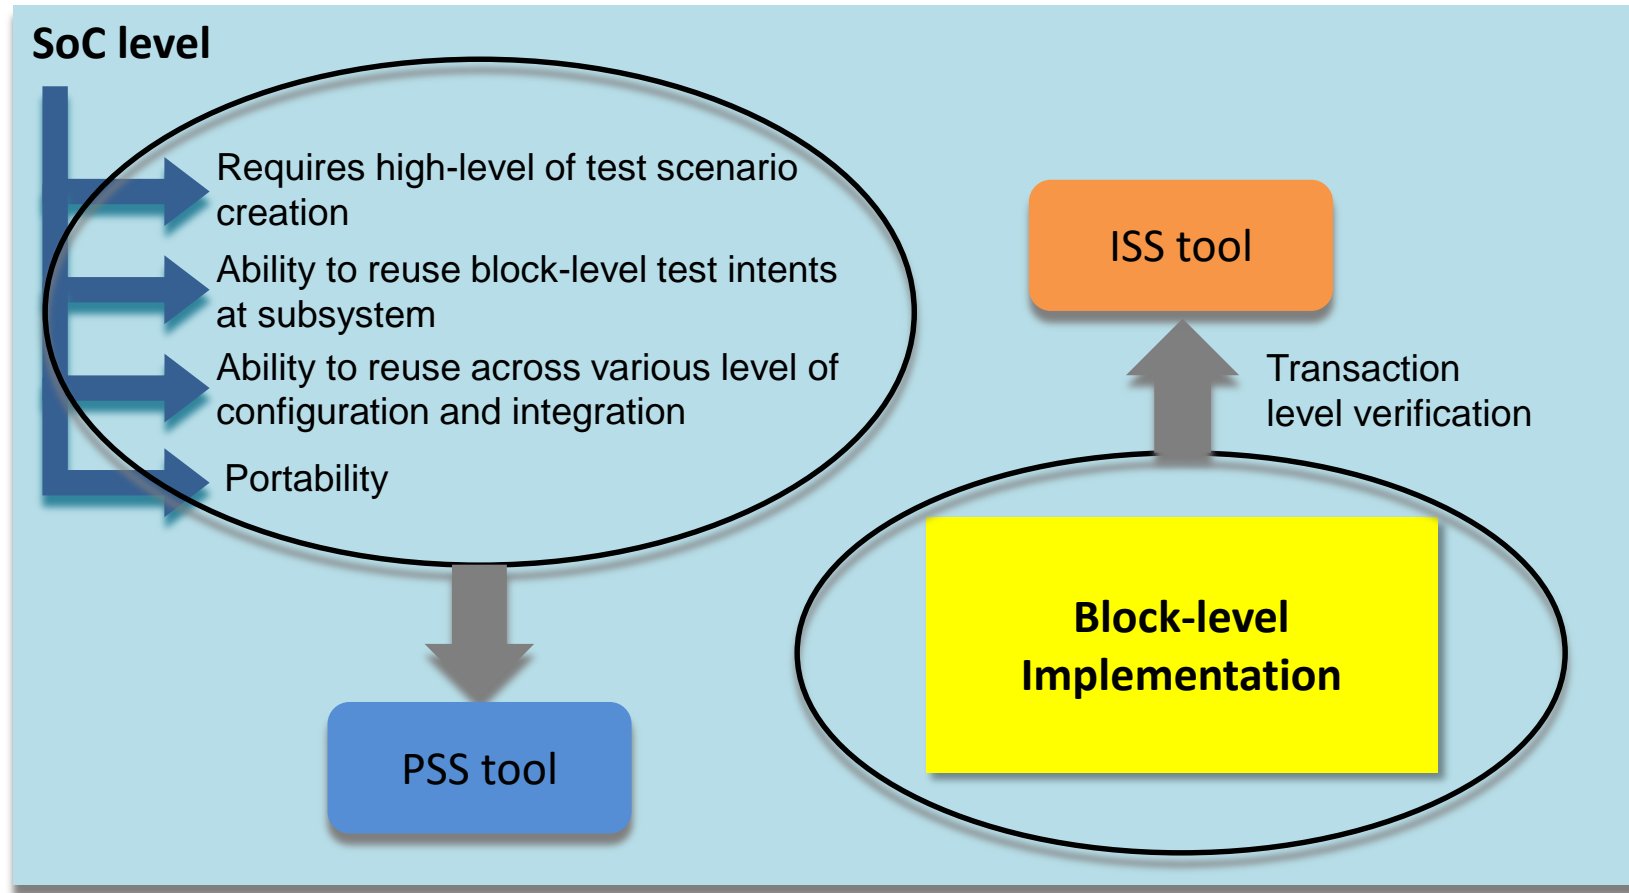 SoC level
Requires high-level of test scenario
creation
Ability to reuse block-level test intents
at subsystem
Ability to reuse across various level of
configuration and integration
Portability
PSS tool
ISS tool
Transaction
level verification
Block-level
Implementation